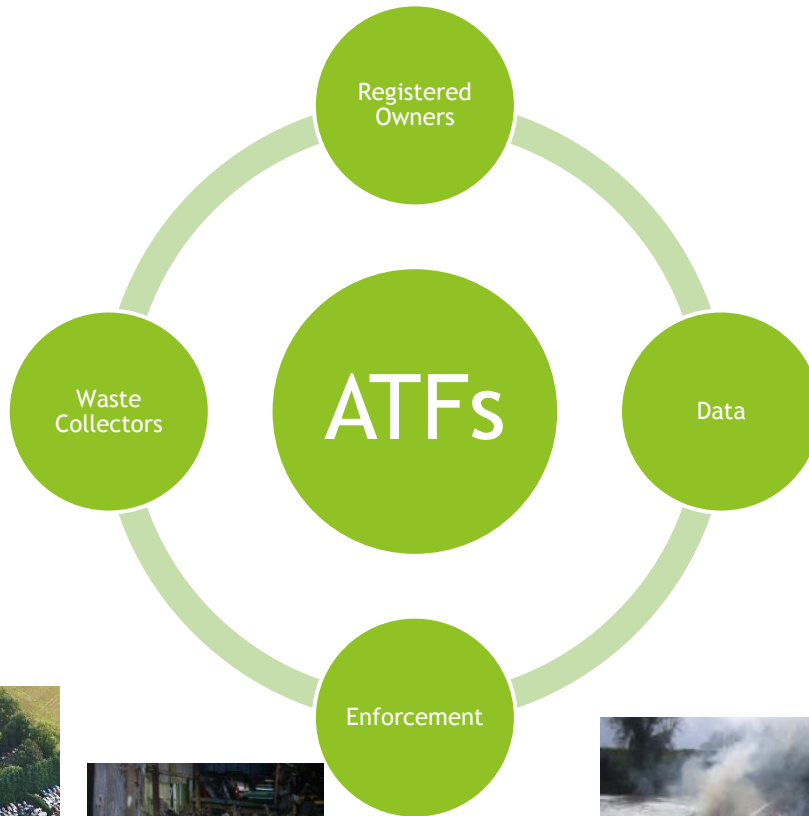 Registered
Owners
Waste
Collectors
ATFs
Data
Enforcement